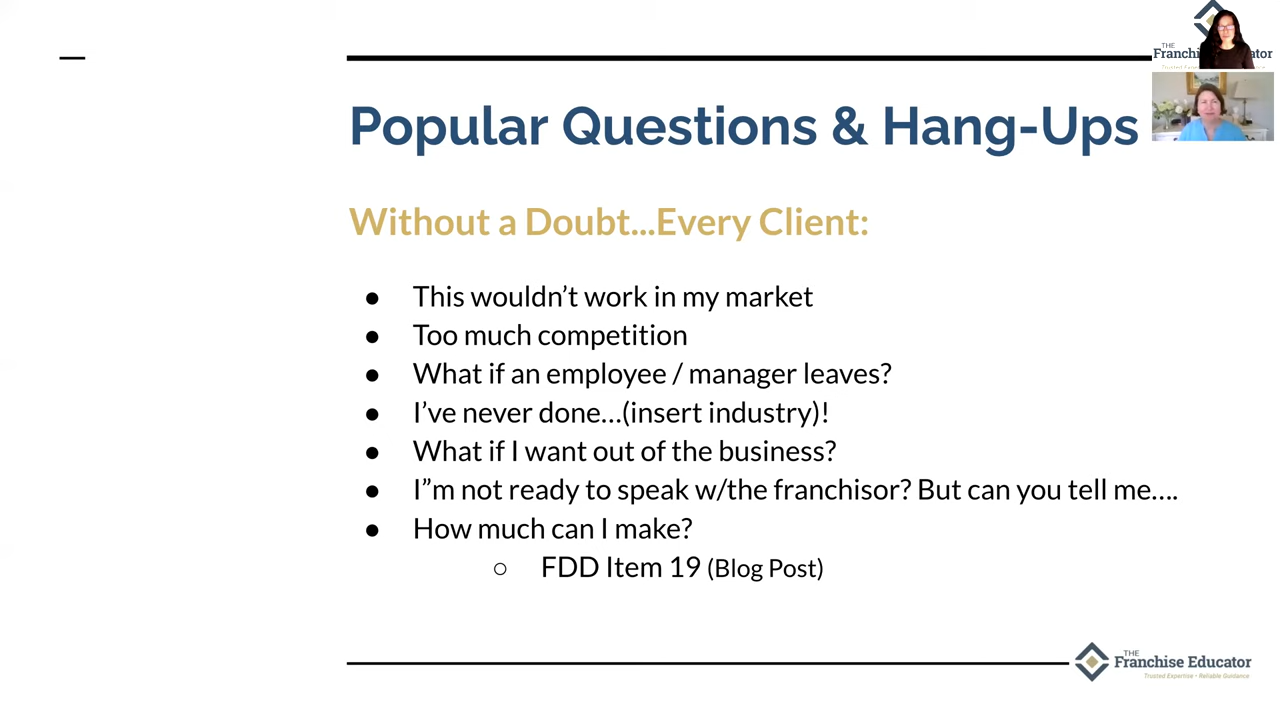 THE
Popular Questions & Hang-Ups
Without a Doubt...Every Client:
● This wouldn’t work in my market
● Too much competition
● What if an employee / manager leaves?
● I’ve never done...(insert industry)!
● What if I want out of the business?
● I”m not ready to speak w/the franchisor? But can you tell me....
● How much can I make?
○ FDD Item 19 (Blog Post)
THE
Franchise Educator
Trusted Expertise - Reliable Guidance